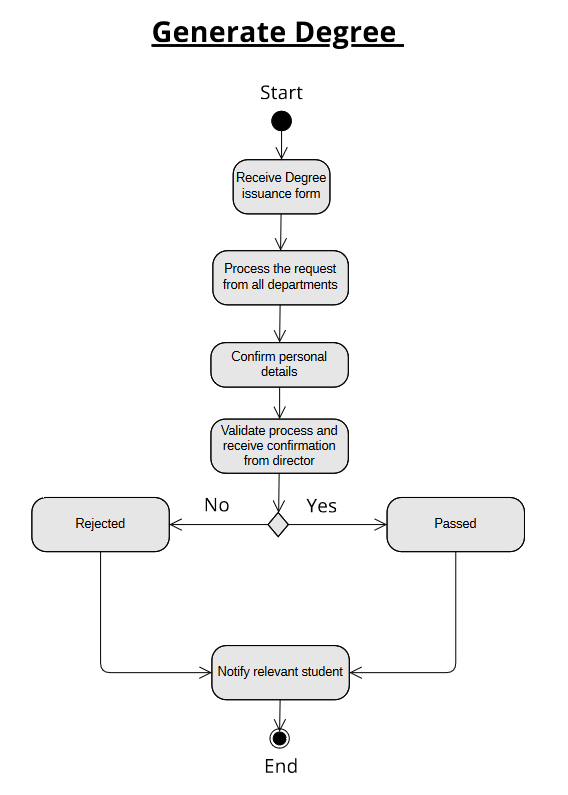 Generate Degree
Start
Receive Degree
issuance form
Process the request
from all departments
Confirm personal
details
Validate process and
receive confirmation
from director
No
Yes
Rejected
Passed
Notify relevant student
End